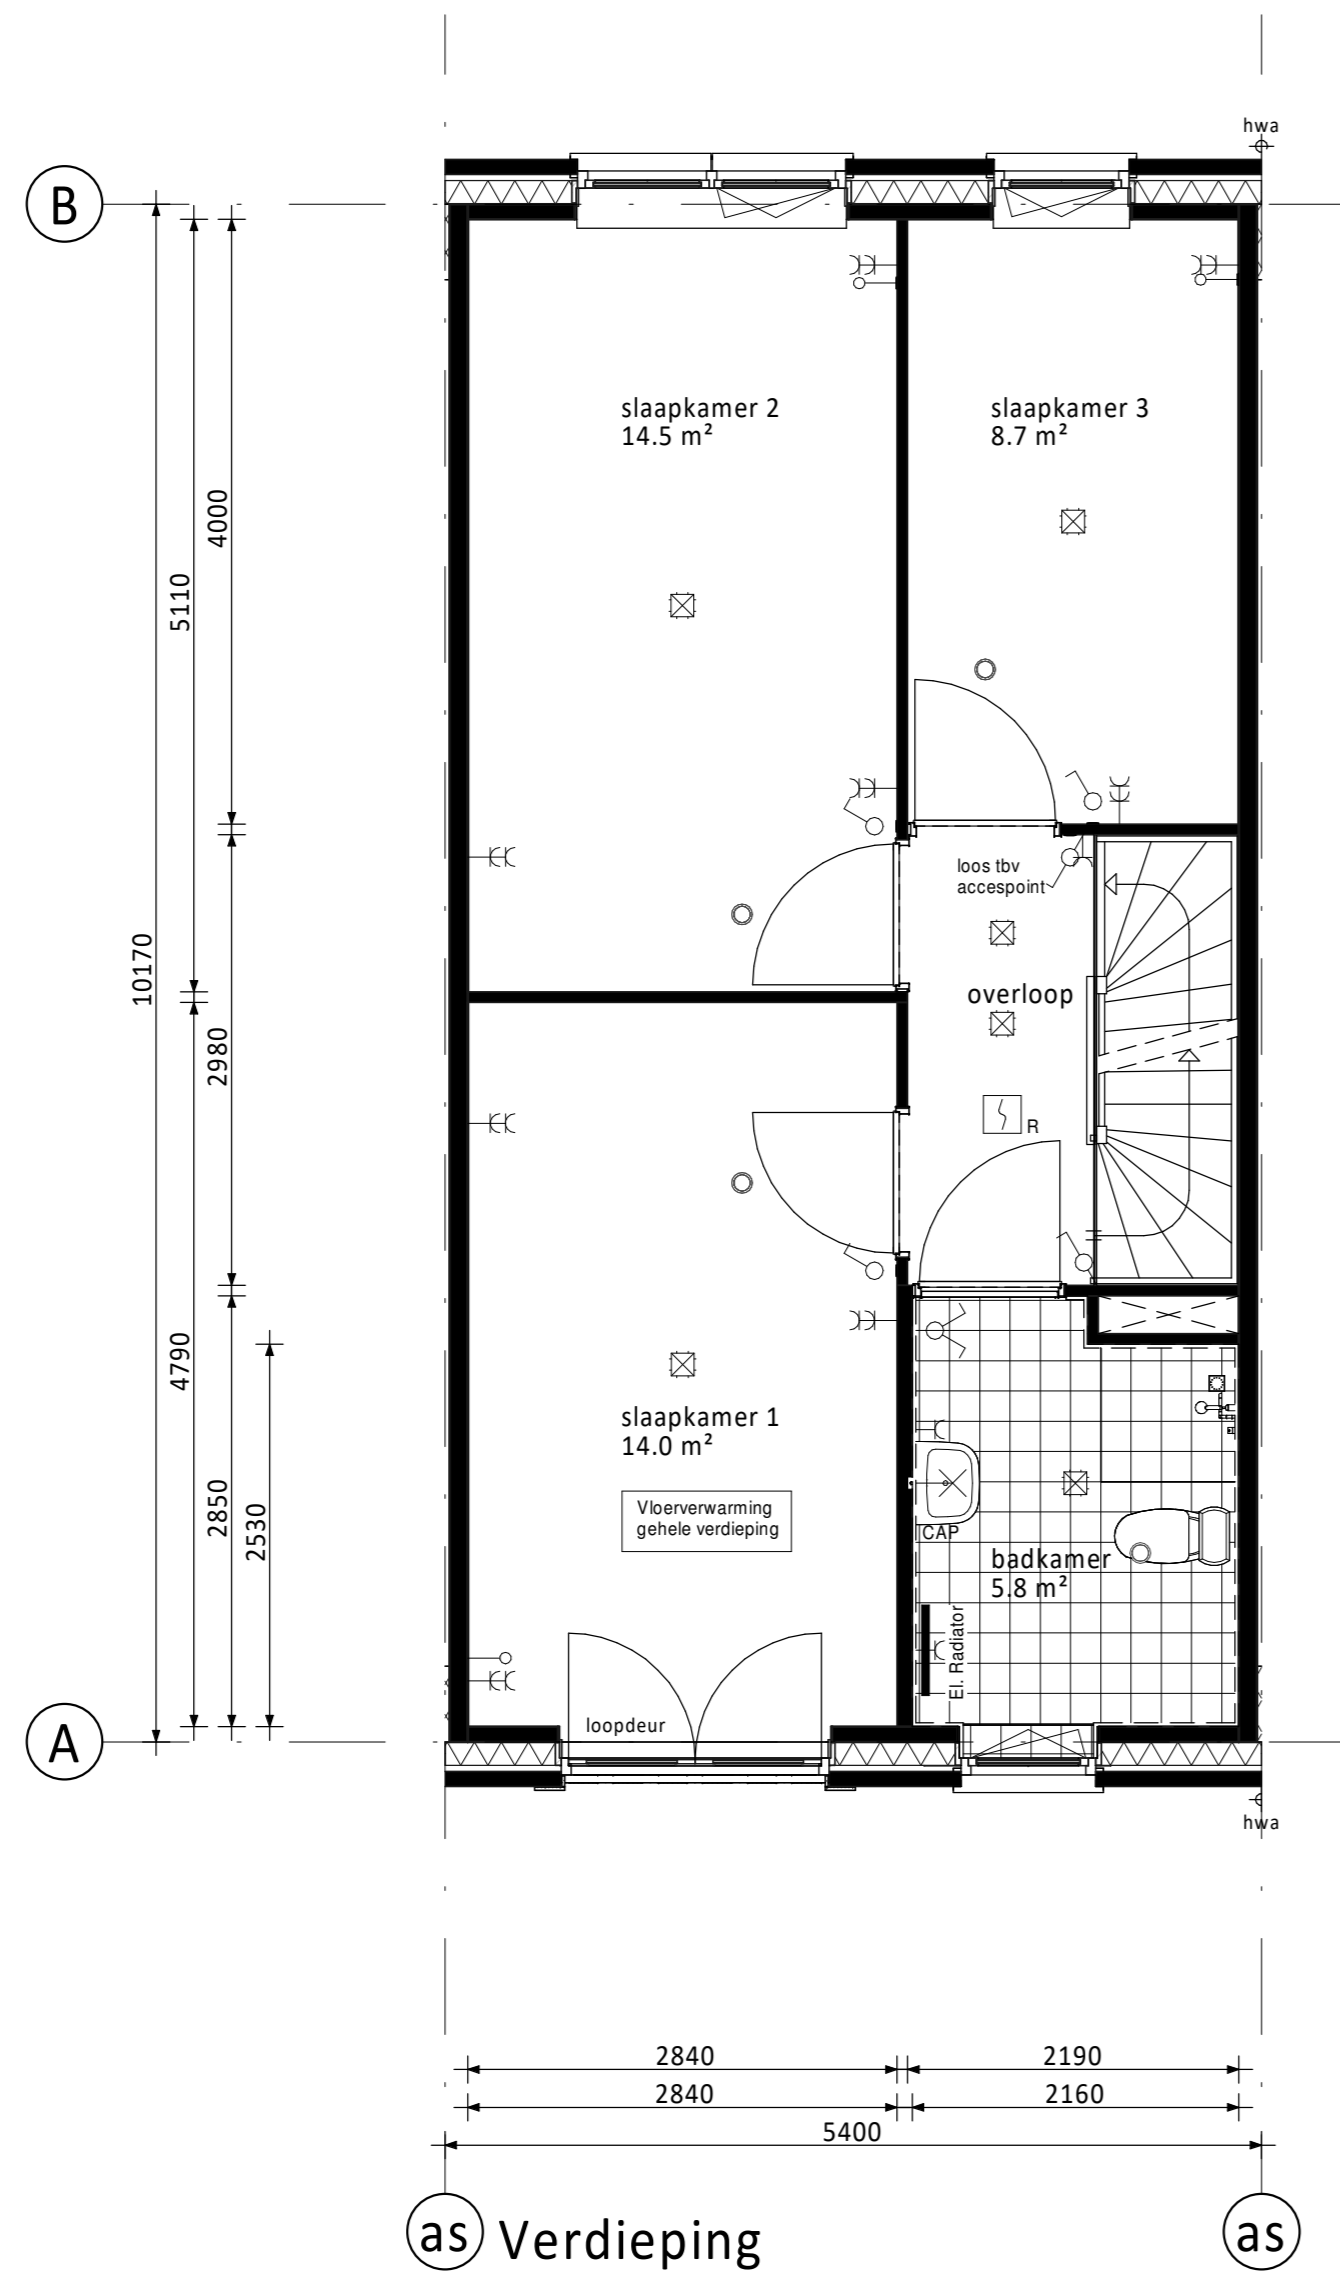 hwa
B
slaapkamer 2
14.5 m²
slaapkamer 3
8.7 m²
4000
5110
loos tbv
accespoint
10170
overloop
2980
R
4790
slaapkamer 1
14.0 m²
2850
2530
Vloerverwarming
gehele verdieping
CAP
badkamer
5.8 m²
El. Radiator
A
loopdeur
hwa
2840
2190
2840
2160
5400
as
Verdieping
as